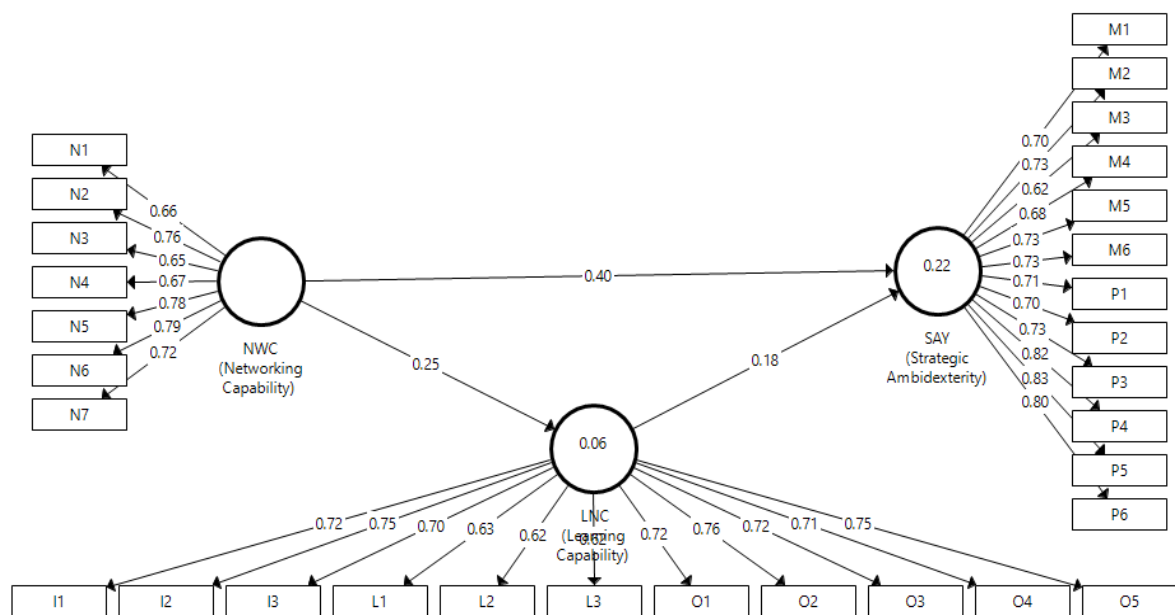 M1
M2
M3
M4
M5
M6
P1
P2
P3
P4
P5
P6
0.70
0.73
0.62
0.68
0.73
0.73
0.71
0.70
0.73
0.82
0.83
0.80
N1
N2
N3
N4
N5
N6
N7
0.66
0.76
0.65
0.67
0.78
0.79
0.72
NWC
(Networking
Capability)
0.40
0.22
SAY
(Strategic
Ambidexterity)
0.25
0.18
0.06
LNC
(Learning
Capability)
0.72
0.75
0.70
0.63
0.62
0.62
0.72
0.76
0.72
0.71
0.75
I1
I2
I3
L1
L2
L3
O1
O2
O3
O4
O5